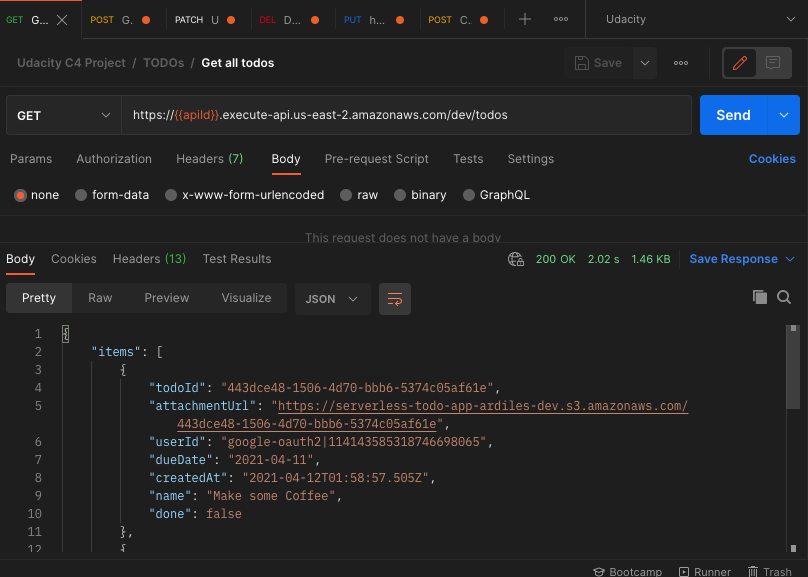 GET G... POST G. PATCH U DEL D... PUT h... POST C. Udacity
Udacity C4 Project / TODOs / Get all todos Save
GET https://{{apiId}}.execute-api.us-east-2.amazonaws.com/dev/todos Send
Params Authorization Headers (7) Body Pre-request Script Tests Settings Cookies
none form-data x-www-form-urlencoded raw binary GraphQL
This request does not have a body
Body Cookies Headers (13) Test Results 200 OK 2.02 s 1.46 KB Save Response
Pretty Raw Preview Visualize JSON
1 {
2 "items": [
3 {
4 "todoId": "443dce48-1506-4d70-bbb6-5374c05af61e",
5 "attachmentUrl": "https://serverless-todo-app-ardiles-dev.s3.amazonaws.com/
443dce48-1506-4d70-bbb6-5374c05af61e",
6 "userId": "google-oauth2|114143585318746698065",
7 "dueDate": "2021-04-11",
8 "createdAt": "2021-04-12T01:58:57.505Z",
9 "name": "Make some Coffee",
10 "done": false
11 },
12 {
Bootcamp Runner Trash